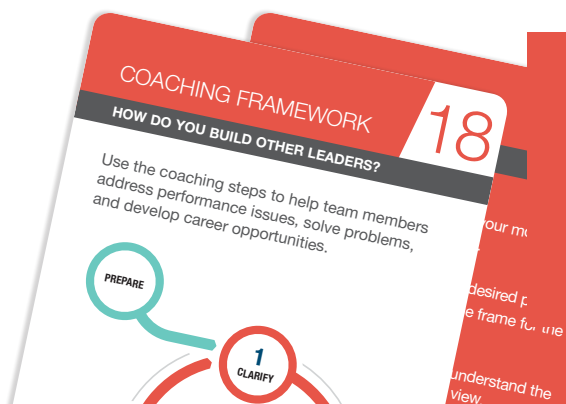 COACHING FRAMEWORK
18
HOW DO YOU BUILD OTHER LEADERS?
Use the coaching steps to help team members
address performance issues, solve problems,
and develop career opportunities.
PREPARE
1
CLARIFY
your
desired
frame for the
understand the
view